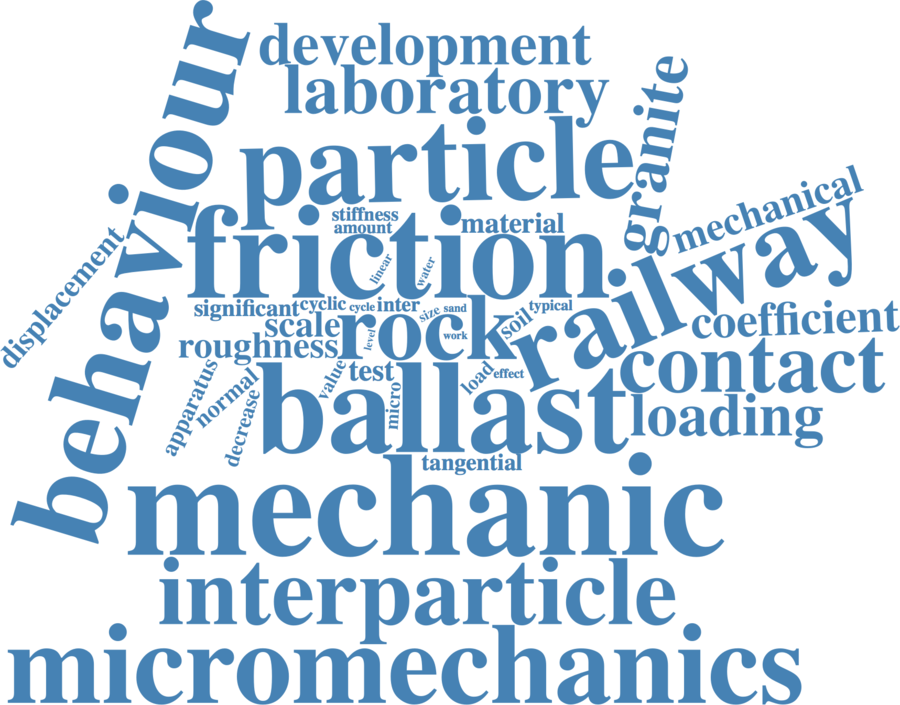 behaviour
development
laboratory
particle
granite
mechanical
stiffness
amount
material
friction
linear
water
displacement
railway
significant
cyclic
cycle
inter
size
sand
typical
scale
rock
level
work
soil
coefficient
roughness
contact
apparatus
normal
decrease
value
test
micro
load
effect
ballast
loading
tangential
mechanic
interparticle
micromechanics